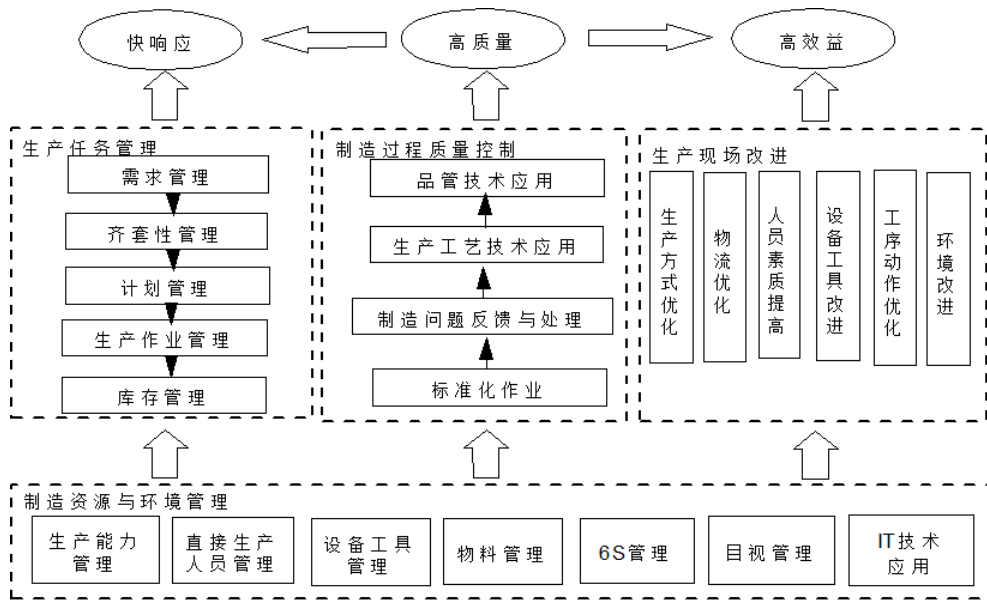 快响应
高质量
高效益
生产任务管理
需求管理
齐套性管理
计划管理
生产作业管理
库存管理
制造过程质量控制
品管技术应用
生产工艺技术应用
制造问题反馈与处理
标准化作业
生产现场改进
生产方式优化
物流优化
人员素质提高
设备工具改进
工序动作优化
环境改进
制造资源与环境管理
生产能力
管理
直接生产
人员管理
设备工具
管理
物料管理
6S管理
目视管理
IT技术
应用